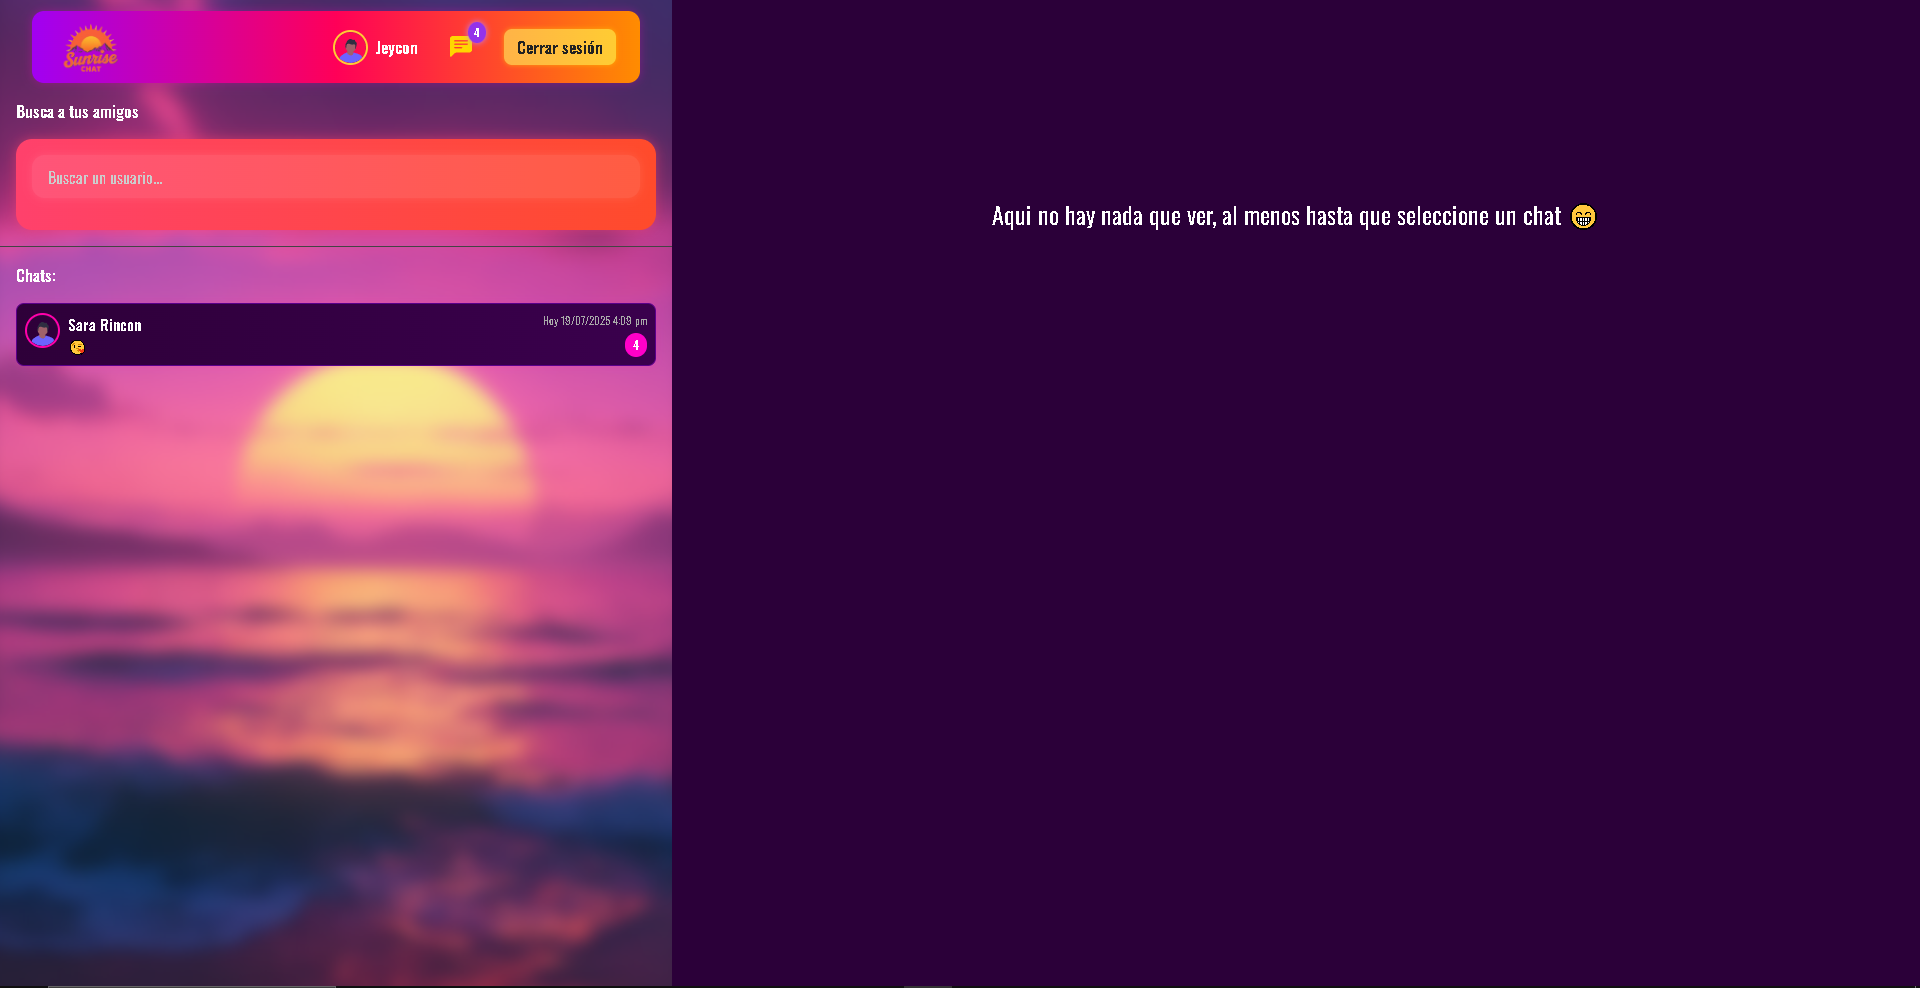 Sunrise
CHAT
Jeycon
4
Cerrar sesión
Busca a tus amigos
Buscar un usuario...
Chats:
Sara Rincon
Hoy 19/07/2025 4:09 pm
😘
4
Aqui no hay nada que ver, al menos hasta que seleccione un chat 😁